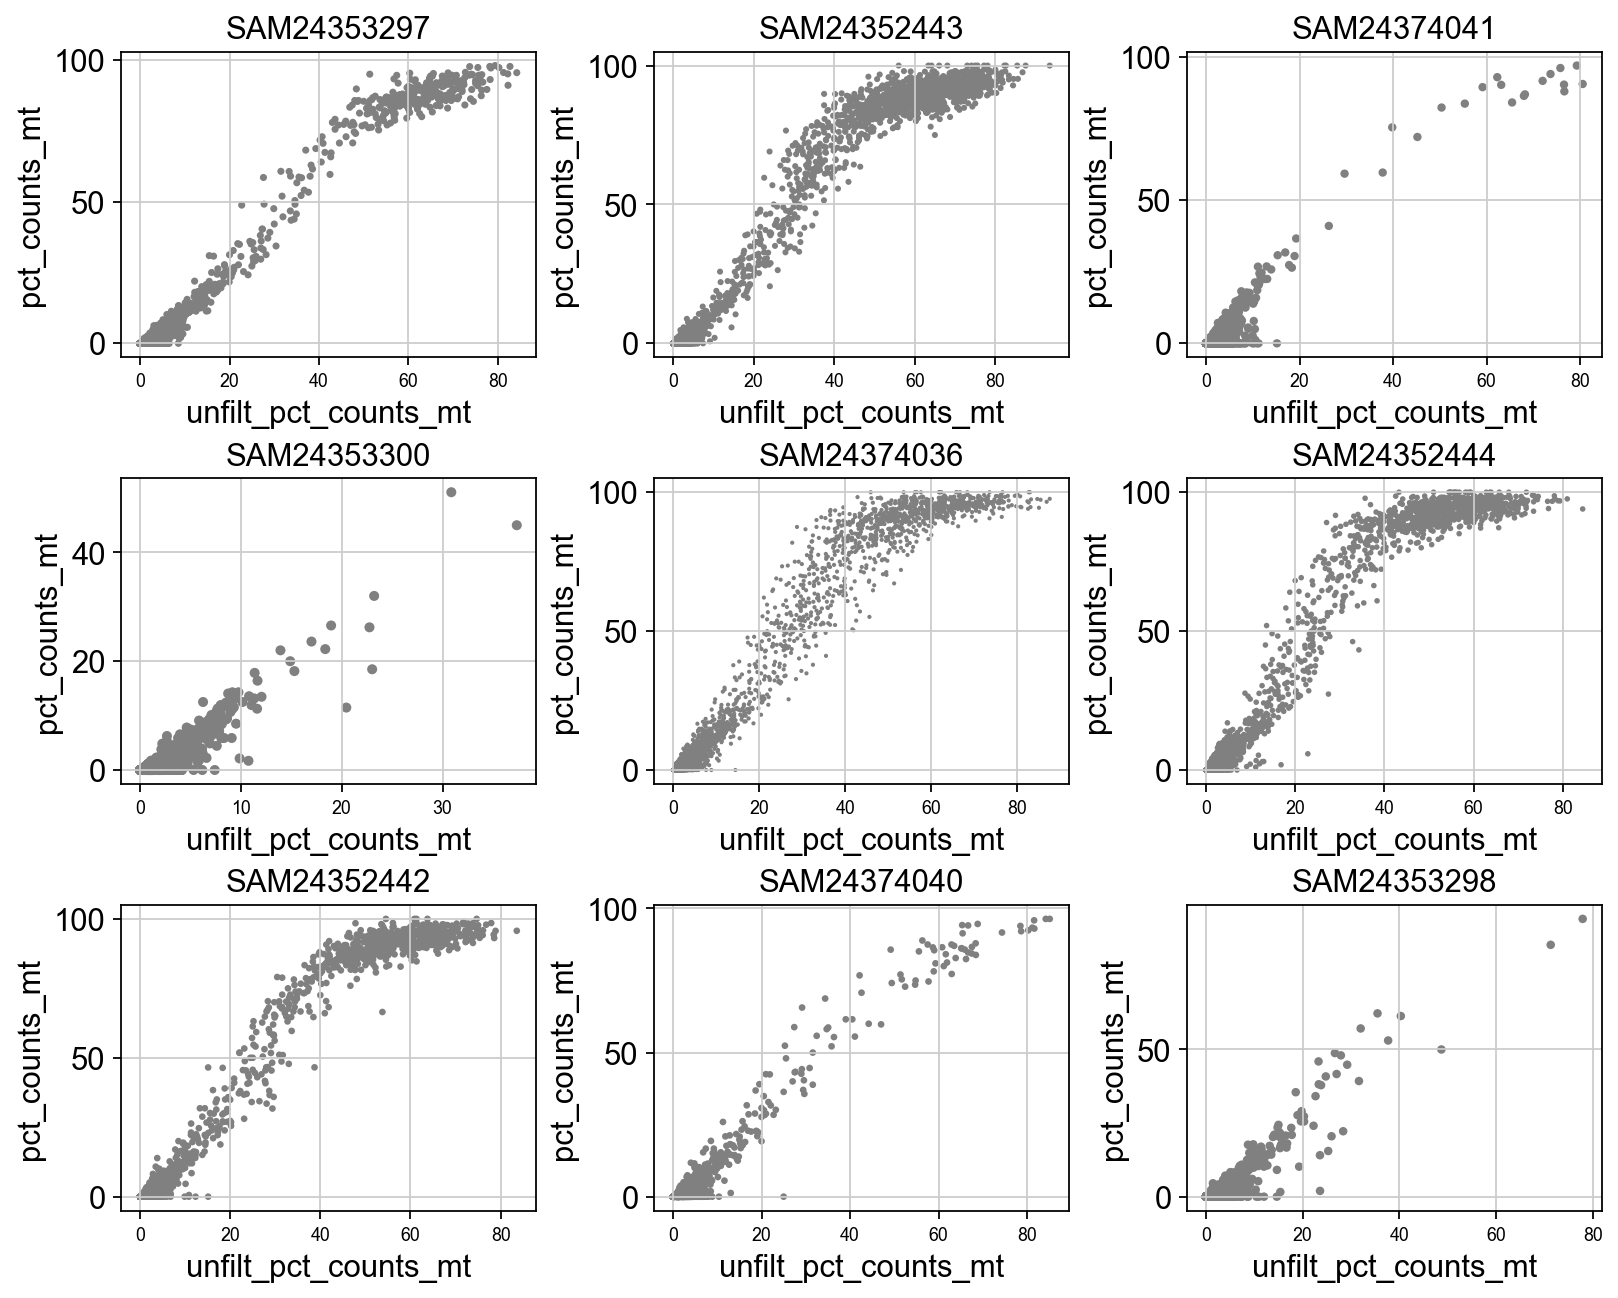 SAM24353297 SAM24352443 SAM24374041
100 100 100
pct_counts_mt pct_counts_mt pct_counts_mt
50 50 50
0 0 0
0 20 40 60 80 0 20 40 60 80 0 20 40 60 80
unfilt_pct_counts_mt unfilt_pct_counts_mt unfilt_pct_counts_mt
SAM24353300 SAM24374036 SAM24352444
100 100
40
pct_counts_mt pct_counts_mt pct_counts_mt
50 50
20
0 0 0
0 10 20 30 0 20 40 60 80 0 20 40 60 80
unfilt_pct_counts_mt unfilt_pct_counts_mt unfilt_pct_counts_mt
SAM24352442 SAM24374040 SAM24353298
100 100
pct_counts_mt pct_counts_mt pct_counts_mt
50 50 50
0 0 0
0 20 40 60 80 0 20 40 60 80 0 20 40 60 80
unfilt_pct_counts_mt unfilt_pct_counts_mt unfilt_pct_counts_mt